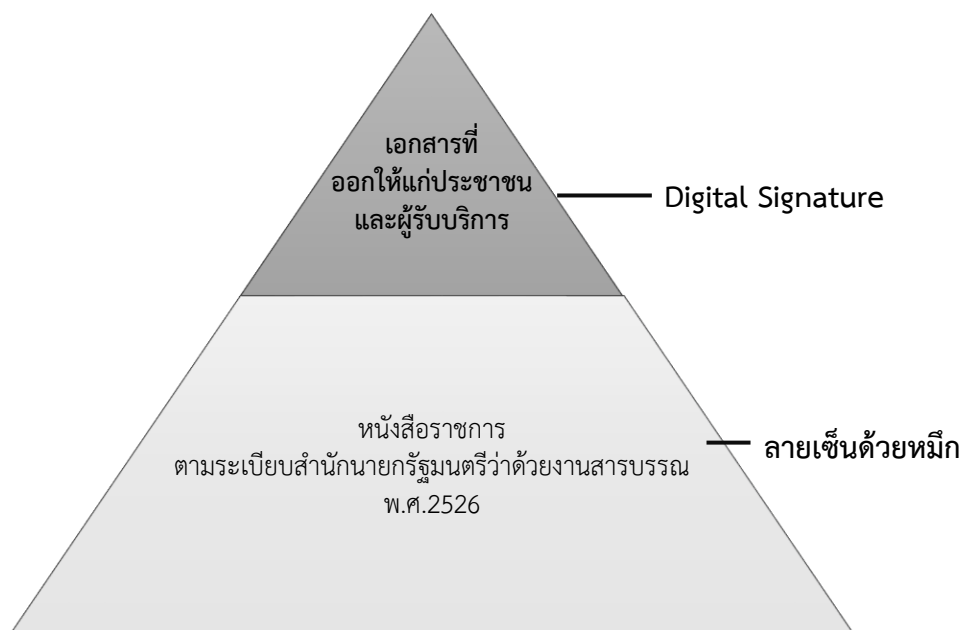 เอกสารที่
ออกให้แก่ประชาชน
และผู้รับบริการ
Digital Signature
หนังสือราชการ
ตามระเบียบสำนักนายกรัฐมนตรีว่าด้วยงานสารบรรณ
พ.ศ.2526
ลายเซ็นด้วยหมึก